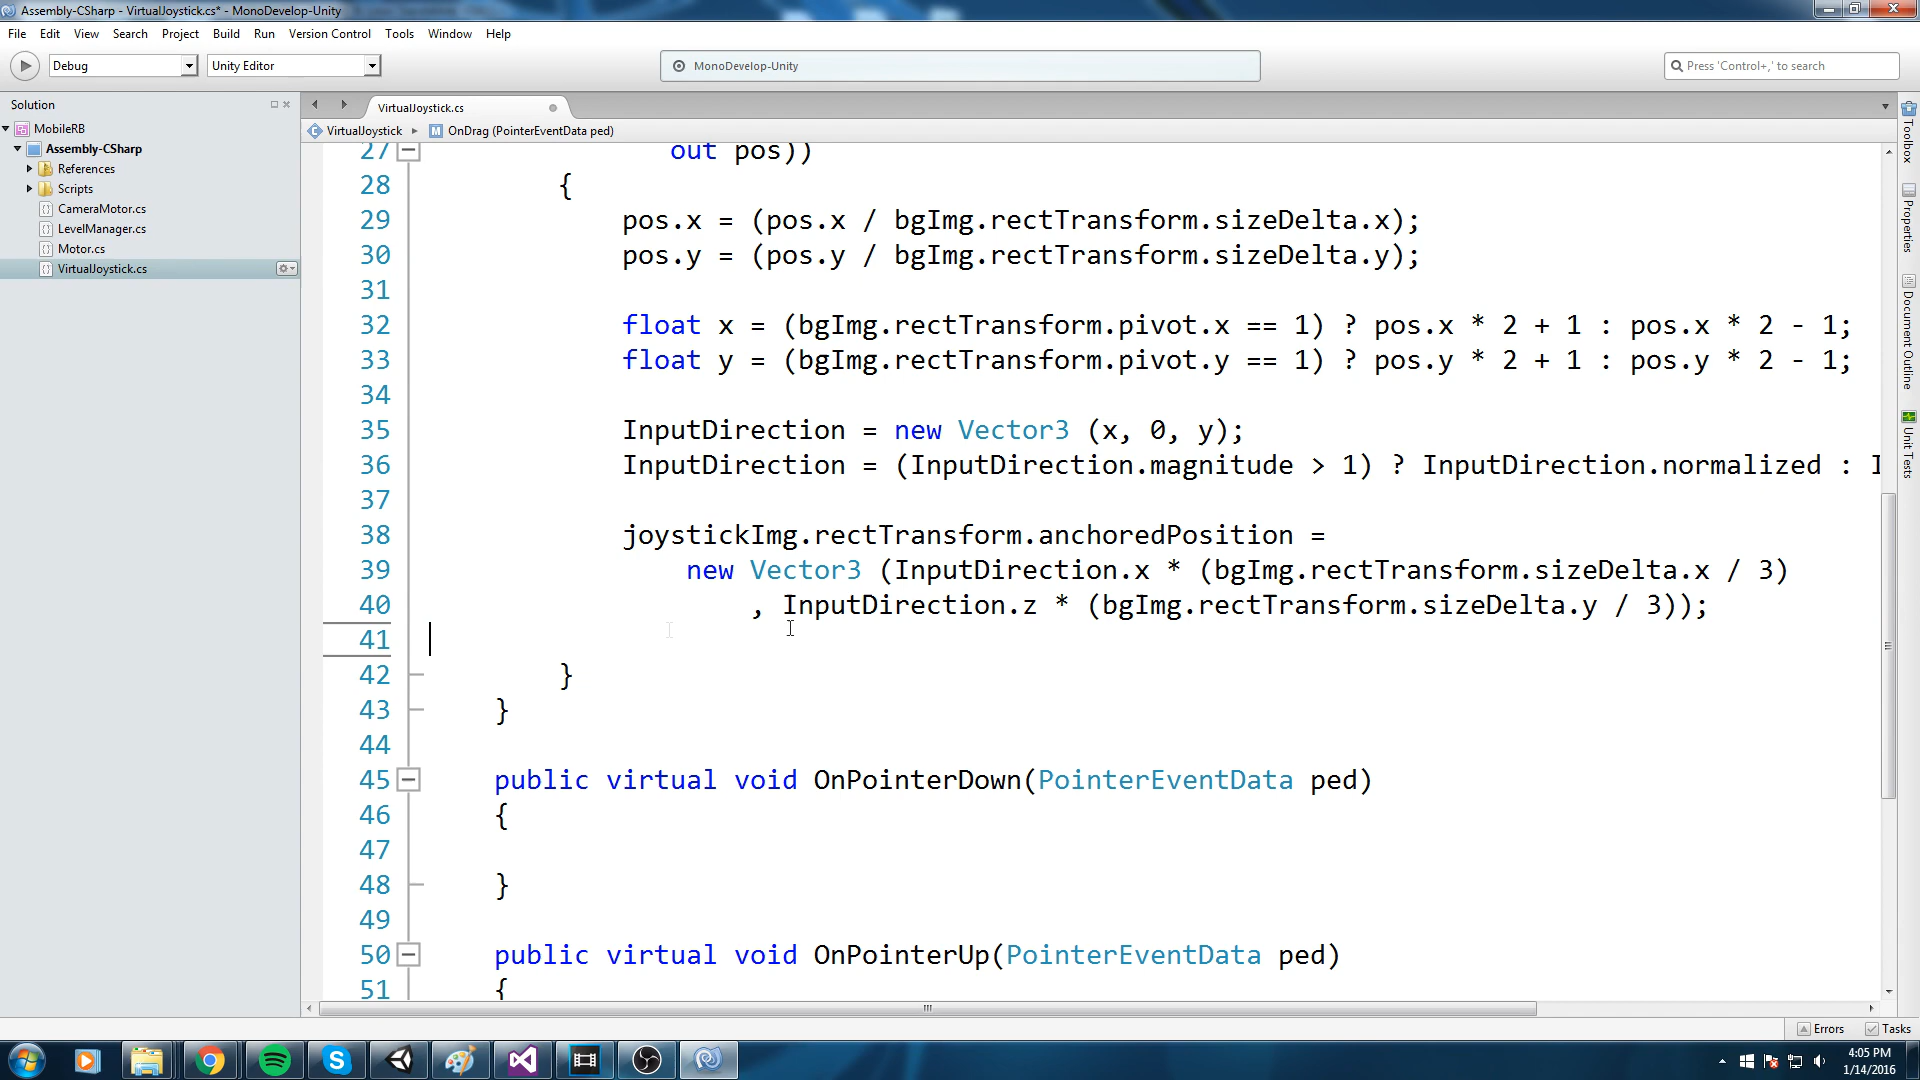 Assembly-CSharp - VirtualJoystick.cs* - MonoDevelop-Unity
File Edit View Search Project Build Run Version Control Tools Window Help
Debug Unity Editor MonoDevelop-Unity Press 'Control+,' to search
Solution
MobileRB
Assembly-CSharp
References
Scripts
CameraMotor.cs
LevelManager.cs
Motor.cs
VirtualJoystick.cs
VirtualJoystick.cs
VirtualJoystick OnDrag (PointerEventData ped)
27 out pos))
28 {
29 pos.x = (pos.x / bgImg.rectTransform.sizeDelta.x);
30 pos.y = (pos.y / bgImg.rectTransform.sizeDelta.y);
31
32 float x = (bgImg.rectTransform.pivot.x == 1) ? pos.x * 2 + 1 : pos.x * 2 - 1;
33 float y = (bgImg.rectTransform.pivot.y == 1) ? pos.y * 2 + 1 : pos.y * 2 - 1;
34
35 InputDirection = new Vector3 (x, 0, y);
36 InputDirection = (InputDirection.magnitude > 1) ? InputDirection.normalized : I
37
38 joystickImg.rectTransform.anchoredPosition =
39 new Vector3 (InputDirection.x * (bgImg.rectTransform.sizeDelta.x / 3)
40 , InputDirection.z * (bgImg.rectTransform.sizeDelta.y / 3));
41
42 }
43 }
44
45 public virtual void OnPointerDown(PointerEventData ped)
46 {
47
48 }
49
50 public virtual void OnPointerUp(PointerEventData ped)
51 {
Toolbox
Properties
Document Outline
Unit Tests
Errors Tasks
4:05 PM
1/14/2016